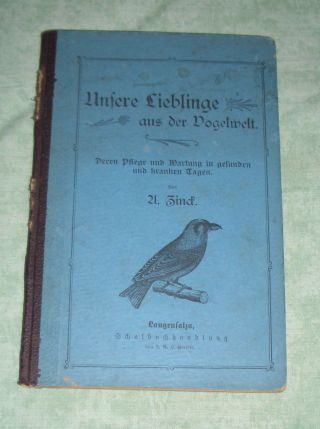 Unsere Lieblinge
aus der Vogelwelt.
Deren Pflege und Wartung in gesunden
und kranken Tagen.
Von
A. Zinck.
Langensalza,
Schulbuchhandlung